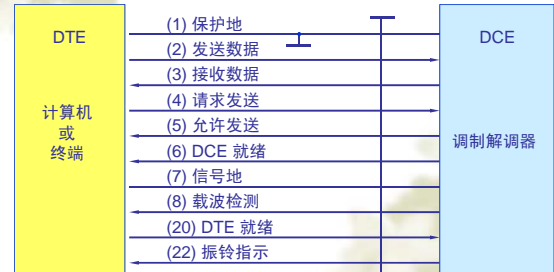 DTE
计算机
或
终端
(1) 保护地
(2) 发送数据
(3) 接收数据
(4) 请求发送
(5) 允许发送
(6) DCE 就绪
(7) 信号地
(8) 载波检测
(20) DTE 就绪
(22) 振铃指示
DCE
调制解调器